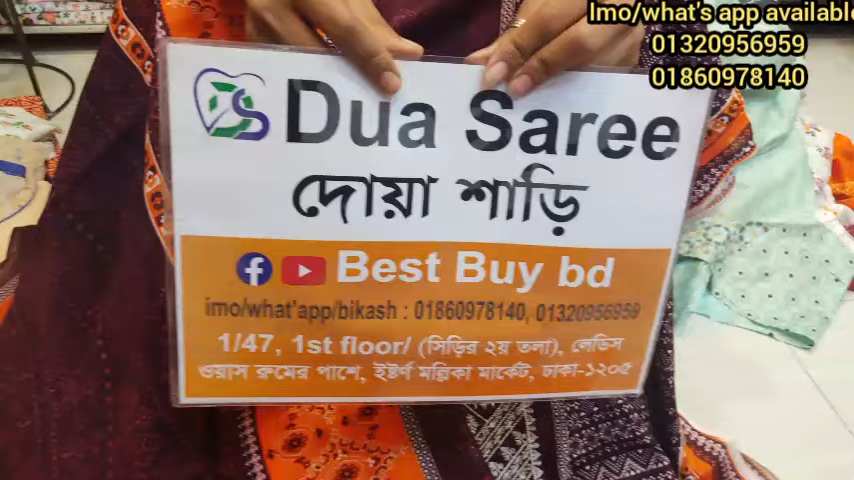 Imo/what's app available
01320956959
01860978140
Dua Saree
দোয়া শাড়ি
Best Buy bd
imo/what'app/bikash : 01860978140, 01320956959
1/47, 1st floor/ (সিড়ির ২য় তলা), লেডিস
ওয়াস রুমের পাশে, ইষ্টার্ণ মল্লিকা মার্কেট, ঢাকা-১২০৫